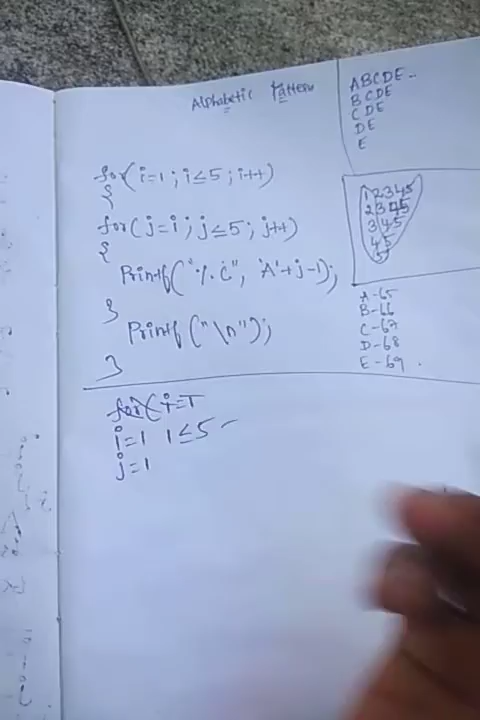 Alphabetic Pattern
for(i=1; i≤5; i++)
{
for(j=i; j≤5; j++)
{
Printf("%c", 'A'+j-1);
}
Printf("\n");
}
ABCDE..
BCDE
CDE
DE
E
12345
2345
345
45
5
A-65
B-66
C-67
D-68
E-69.
for(i=1
i=1 1≤5
j=1